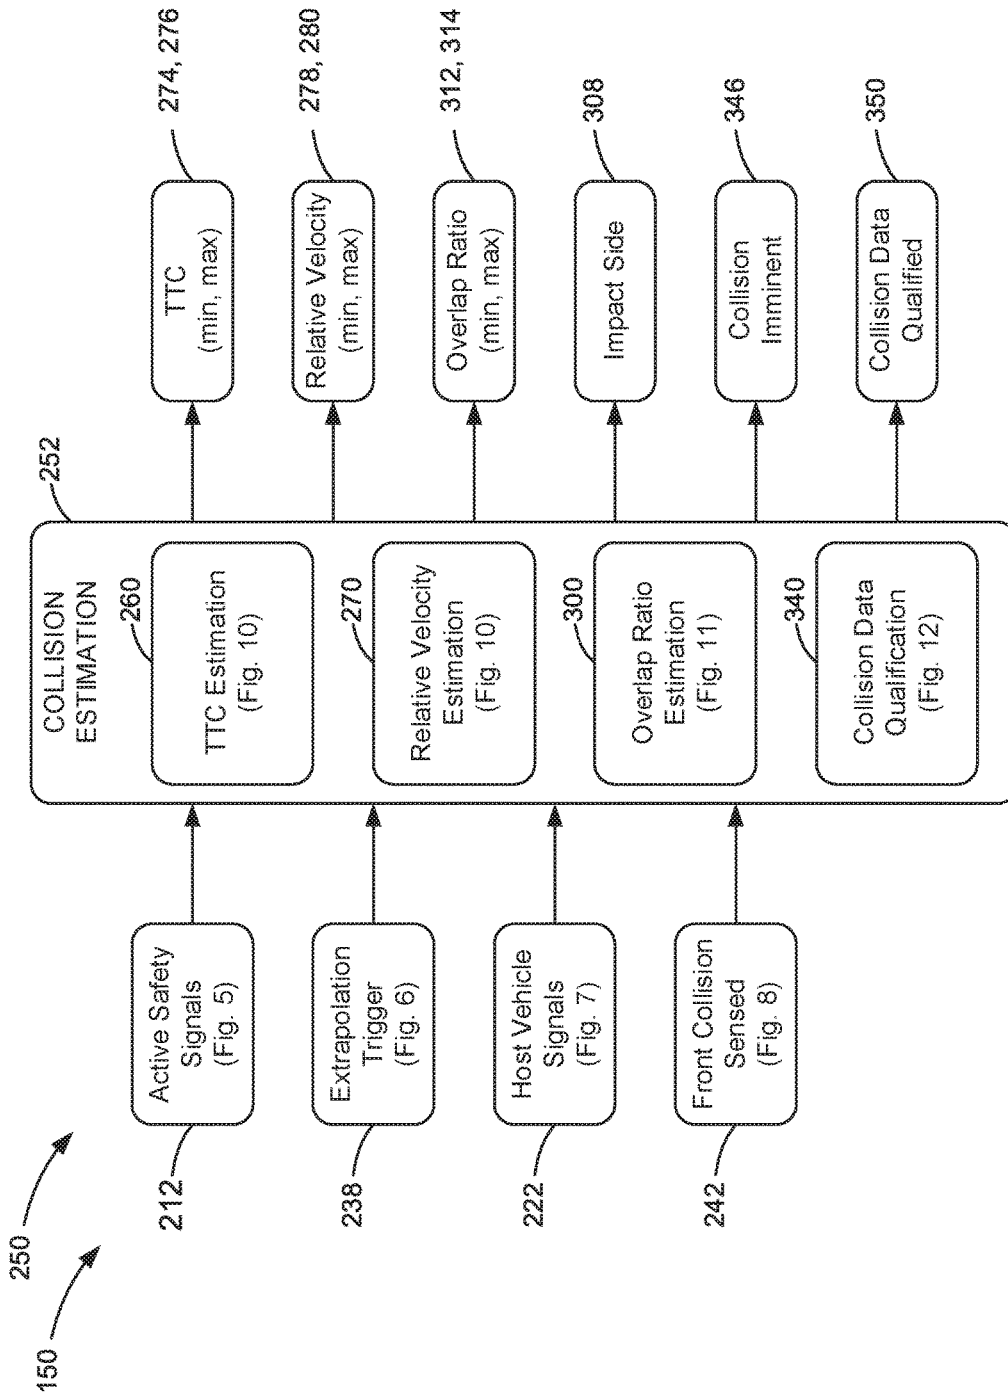 150
250
212
Active Safety
Signals
(Fig. 5)
238
Extrapolation
Trigger
(Fig. 6)
222
Host Vehicle
Signals
(Fig. 7)
242
Front Collision
Sensed
(Fig. 8)
252
COLLISION
ESTIMATION
260
TTC Estimation
(Fig. 10)
270
Relative Velocity
Estimation
(Fig. 10)
300
Overlap Ratio
Estimation
(Fig. 11)
340
Collision Data
Qualification
(Fig. 12)
TTC
(min, max)
274, 276
Relative Velocity
(min, max)
278, 280
Overlap Ratio
(min, max)
312, 314
Impact Side
308
Collision
Imminent
346
Collision Data
Qualified
350